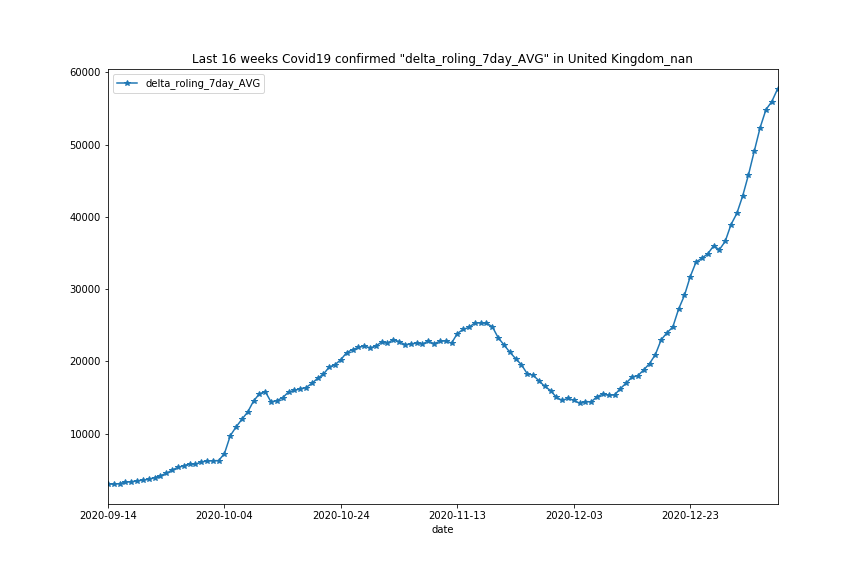 Last 16 weeks Covid19 confirmed "delta_roling_7day_AVG" in United Kingdom_nan
delta_roling_7day_AVG
60000
50000
40000
30000
20000
10000
2020-09-14 2020-10-04 2020-10-24 2020-11-13 2020-12-03 2020-12-23
date